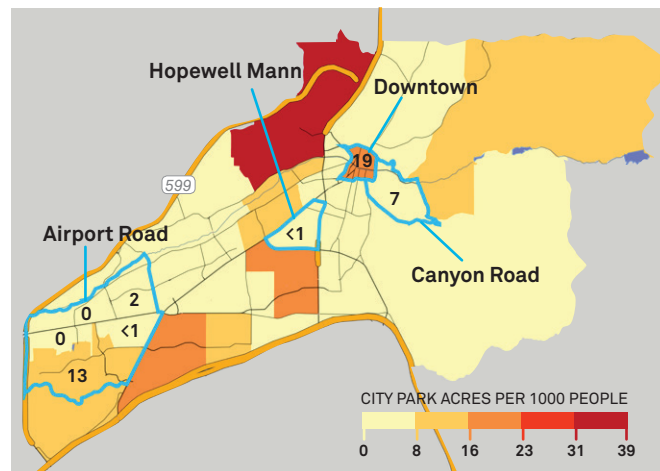 Hopewell Mann
Downtown
19
599
7
Airport Road
<1
Canyon Road
2
0
0
<1
13
CITY PARK ACRES PER 1000 PEOPLE
0 8 16 23 31 39